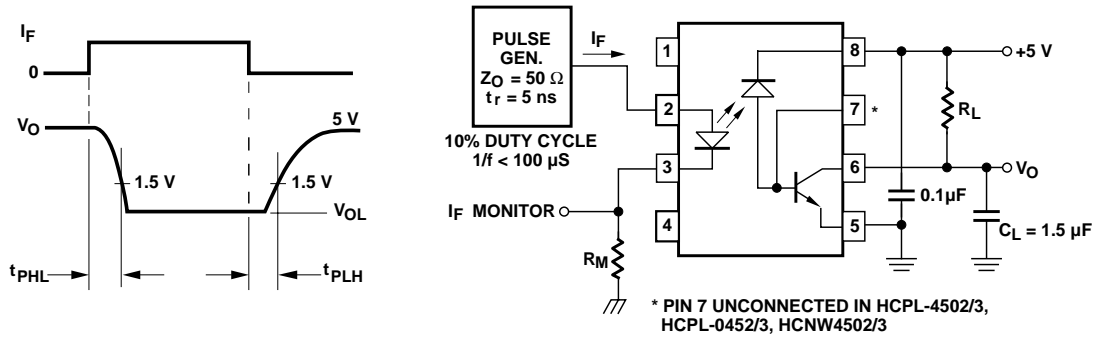 I_F
0
V_O
5 V
1.5 V
1.5 V
V_OL
t_PHL
t_PLH
PULSE
GEN.
Z_O = 50 Ω
t_r = 5 ns
I_F
10% DUTY CYCLE
1/f < 100 µS
I_F MONITOR
R_M
1
2
3
4
8
7
*
6
5
+5 V
R_L
V_O
0.1µF
C_L = 1.5 µF
* PIN 7 UNCONNECTED IN HCPL-4502/3,
HCPL-0452/3, HCNW4502/3